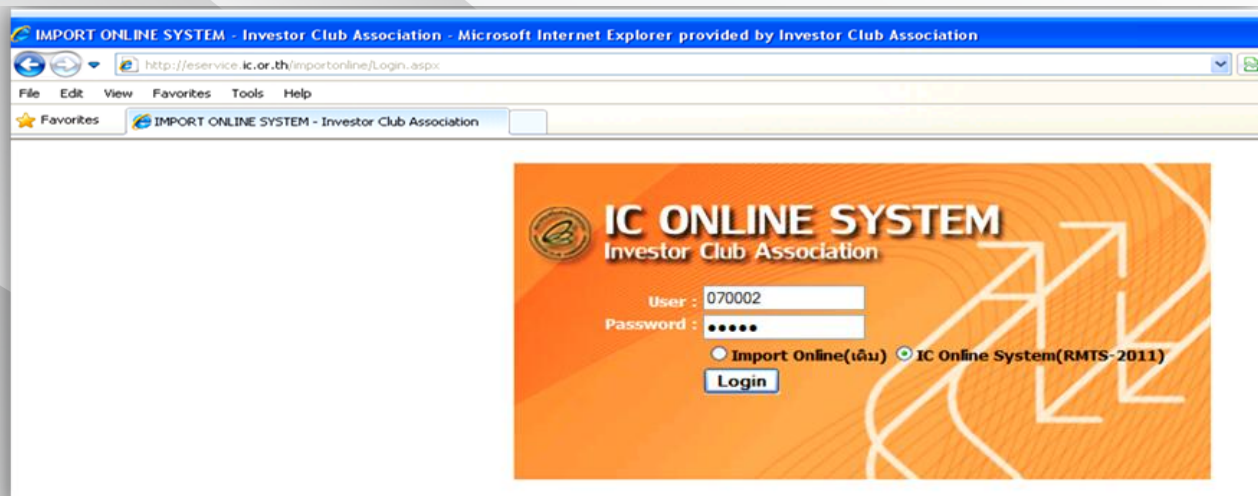 IMPORT ONLINE SYSTEM - Investor Club Association - Microsoft Internet Explorer provided by Investor Club Association
http://eservice.ic.or.th/importonline/Login.aspx
File Edit View Favorites Tools Help
Favorites IMPORT ONLINE SYSTEM - Investor Club Association
IC ONLINE SYSTEM
Investor Club Association
User : 070002
Password : •••••
Import Online(เดิม) IC Online System(RMTS-2011)
Login